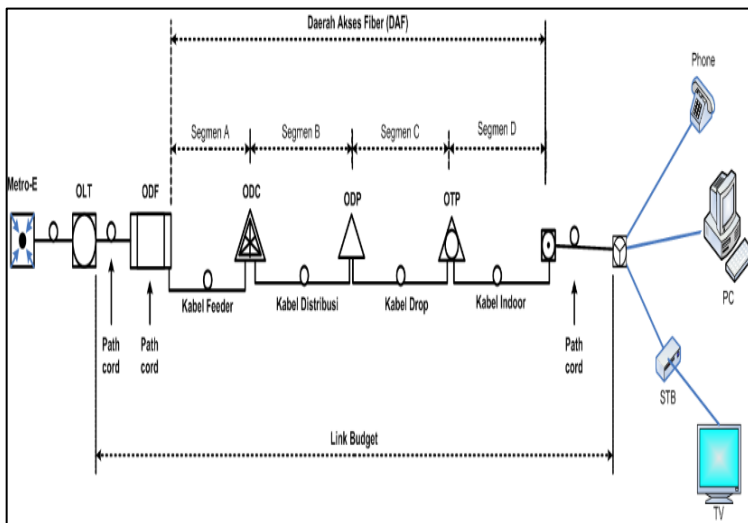 Daerah Akses Fiber (DAF)
Phone
Segmen A
Segmen B
Segmen C
Segmen D
Metro-E
OLT
ODF
ODC
ODP
OTP
PC
Kabel Feeder
Kabel Distribusi
Kabel Drop
Kabel Indoor
Path
cord
Path
cord
Path
cord
STB
Link Budget
TV